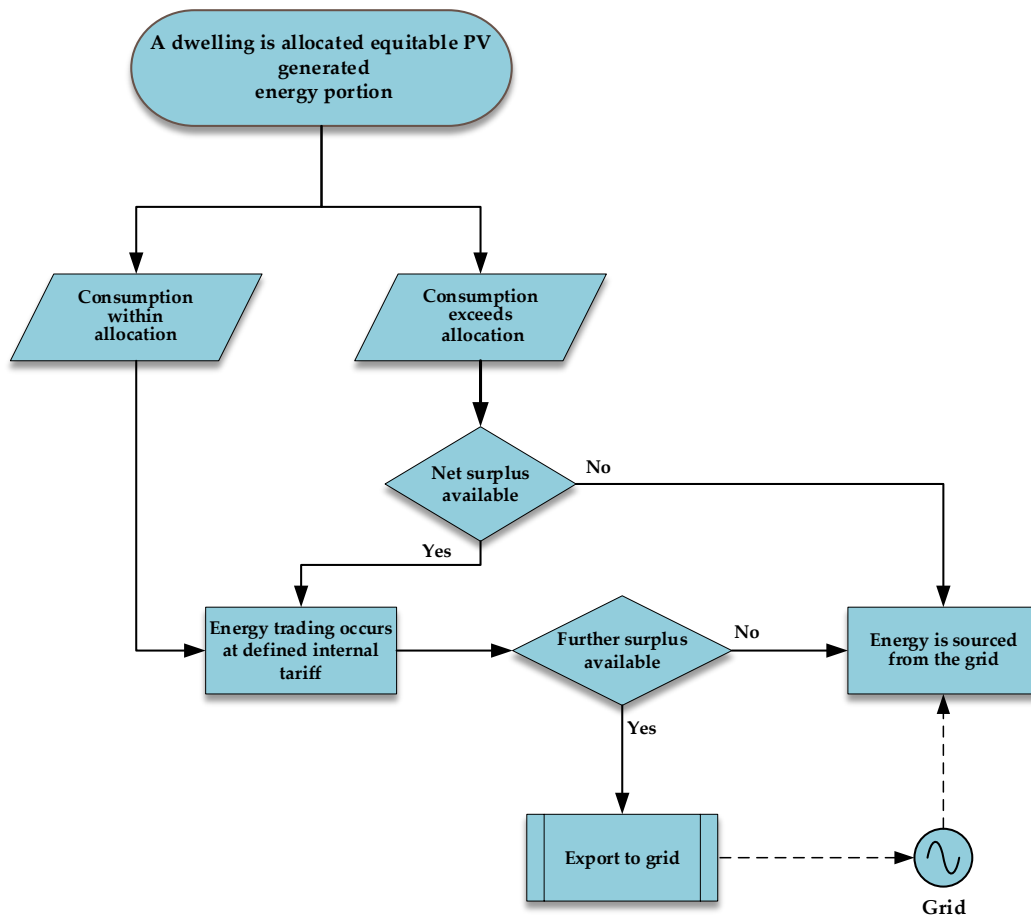 A dwelling is allocated equitable PV
generated
energy portion
Consumption
within
allocation
Consumption
exceeds
allocation
Net surplus
available
No
Yes
Energy trading occurs
at defined internal
tariff
Further surplus
available
No
Energy is sourced
from the grid
Yes
Export to grid
Grid